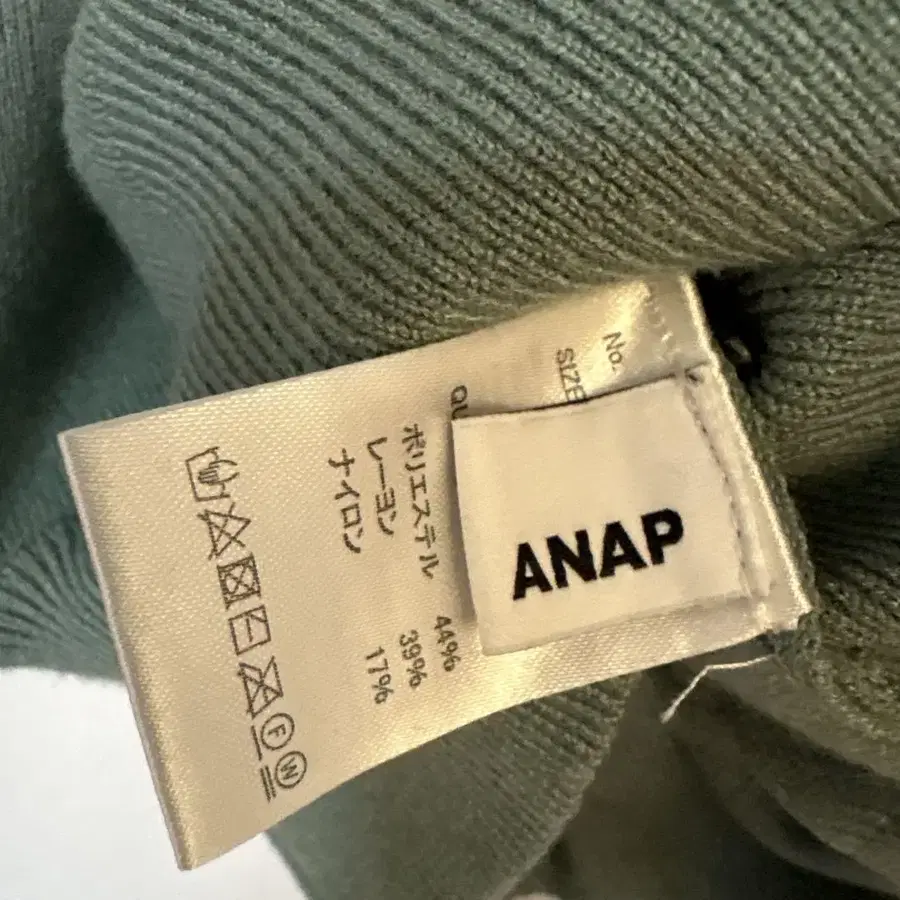 No.
SIZE
ポリエステル 44%
レーヨン 39%
ナイロン 17%
F
W
ANAP